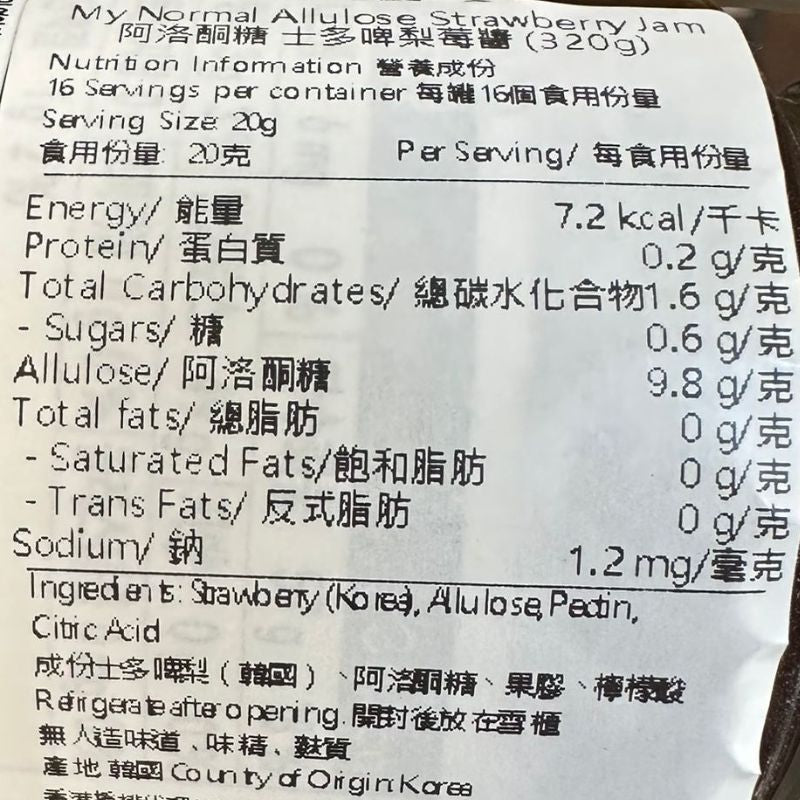 My Normal Allulose Strawberry Jam
阿洛酮糖 士多啤梨莓醬 (320g)
Nutrition Information 營養成份
16 Servings per container 每罐16個食用份量
Serving Size: 20g
食用份量: 20克 Per Serving/ 每食用份量
Energy/ 能量 7.2 kcal/千卡
Protein/ 蛋白質 0.2 g/克
Total Carbohydrates/ 總碳水化合物1.6 g/克
- Sugars/ 糖 0.6 g/克
Allulose/ 阿洛酮糖 9.8 g/克
Total fats/ 總脂肪 0 g/克
- Saturated Fats/飽和脂肪 0 g/克
- Trans Fats/ 反式脂肪 0 g/克
Sodium/ 鈉 1.2 mg/毫克
Ingredients: Strawberry (Korea), Allulose, Pectin,
Citric Acid
成份士多啤梨（韓國）、阿洛酮糖、果膠、檸檬酸
Refrigerate after opening. 開封後放在雪櫃
無人造味道、味精、麩質
產地 韓國 Country of Origin: Korea